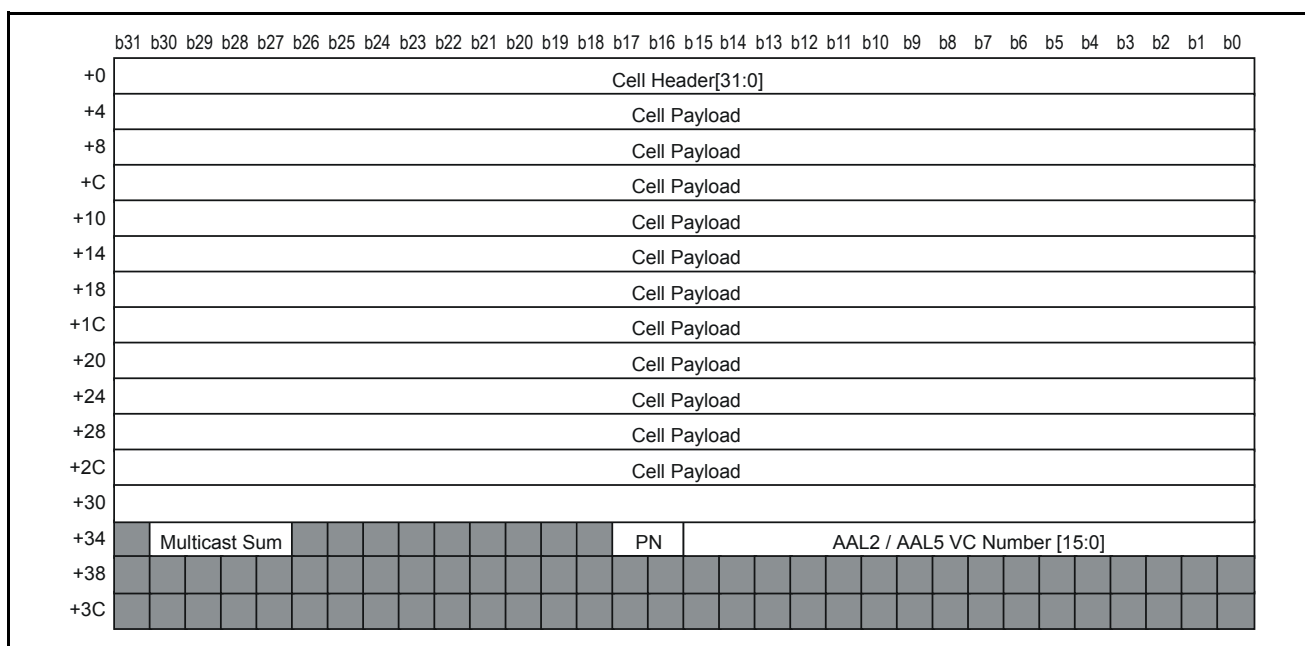 b31 b30 b29 b28 b27 b26 b25 b24 b23 b22 b21 b20 b19 b18 b17 b16 b15 b14 b13 b12 b11 b10 b9 b8 b7 b6 b5 b4 b3 b2 b1 b0
+0 Cell Header[31:0]
+4 Cell Payload
+8 Cell Payload
+C Cell Payload
+10 Cell Payload
+14 Cell Payload
+18 Cell Payload
+1C Cell Payload
+20 Cell Payload
+24 Cell Payload
+28 Cell Payload
+2C Cell Payload
+30
+34 Multicast Sum PN AAL2 / AAL5 VC Number [15:0]
+38
+3C